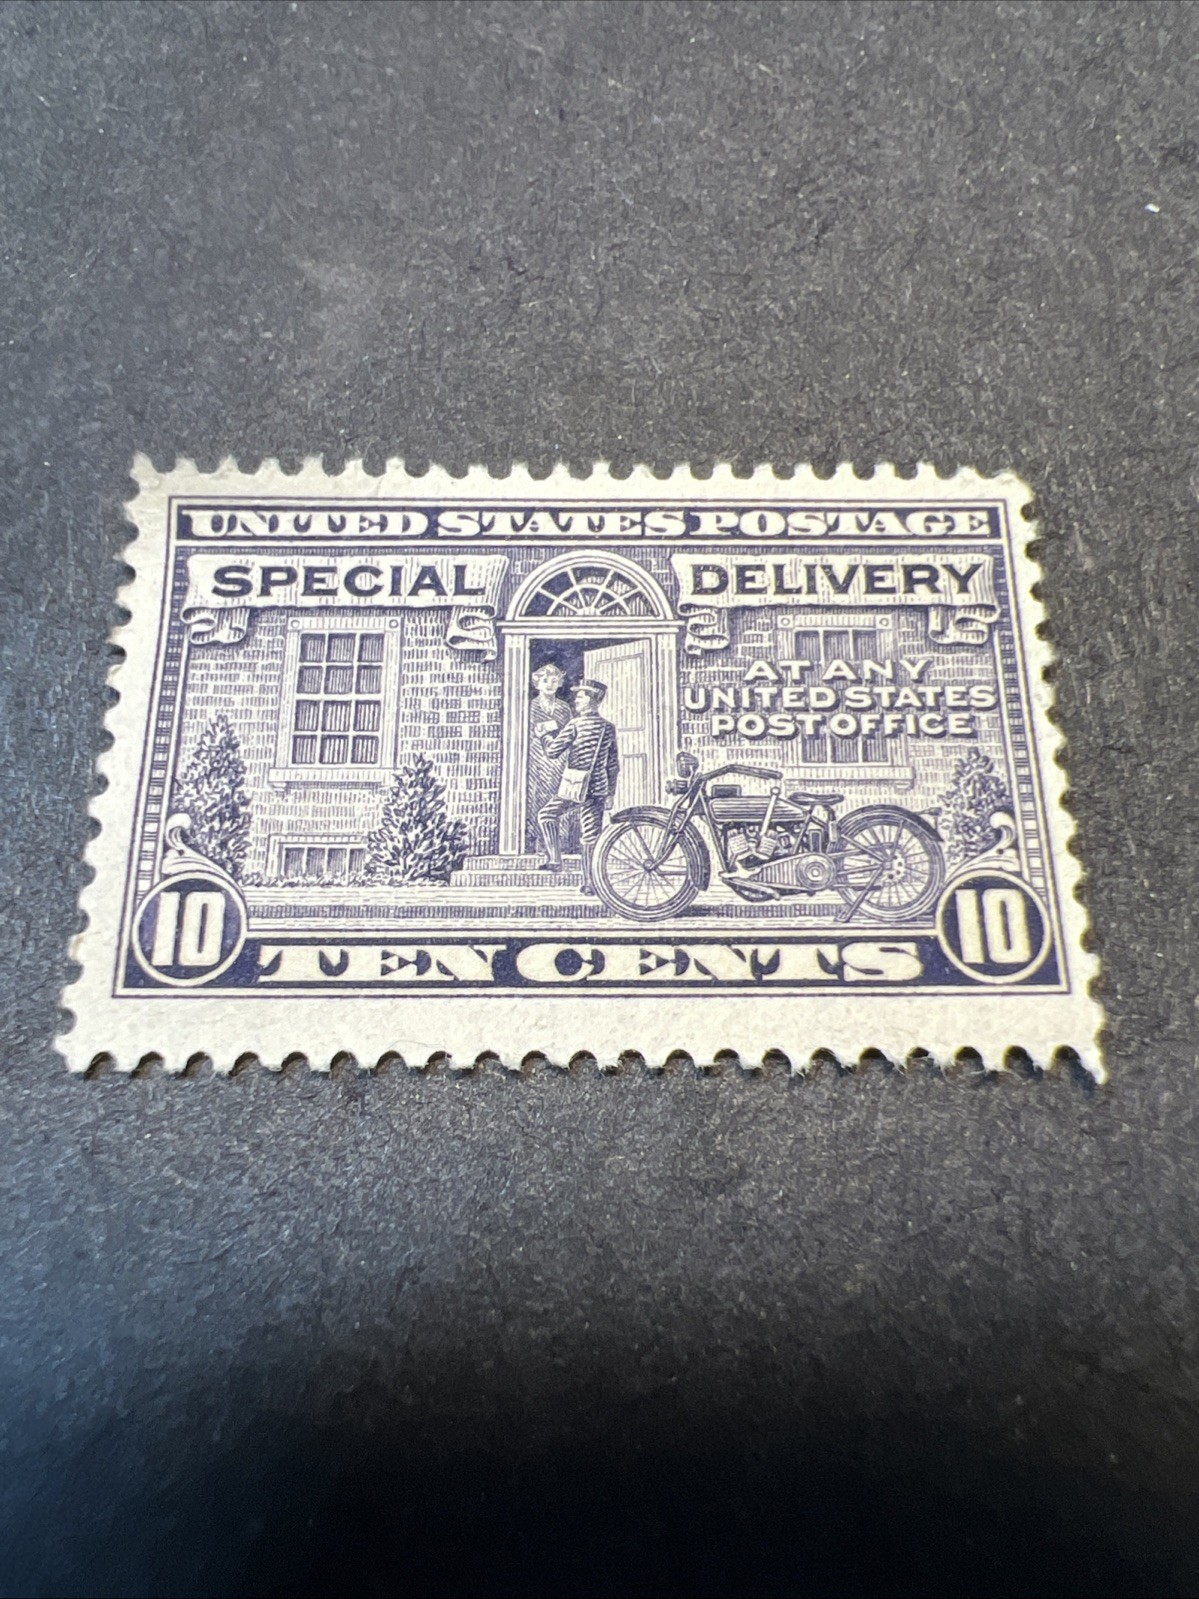 UNITED STATES POSTAGE
SPECIAL DELIVERY
AT ANY
UNITED STATES
POST OFFICE
10 TEN CENTS 10